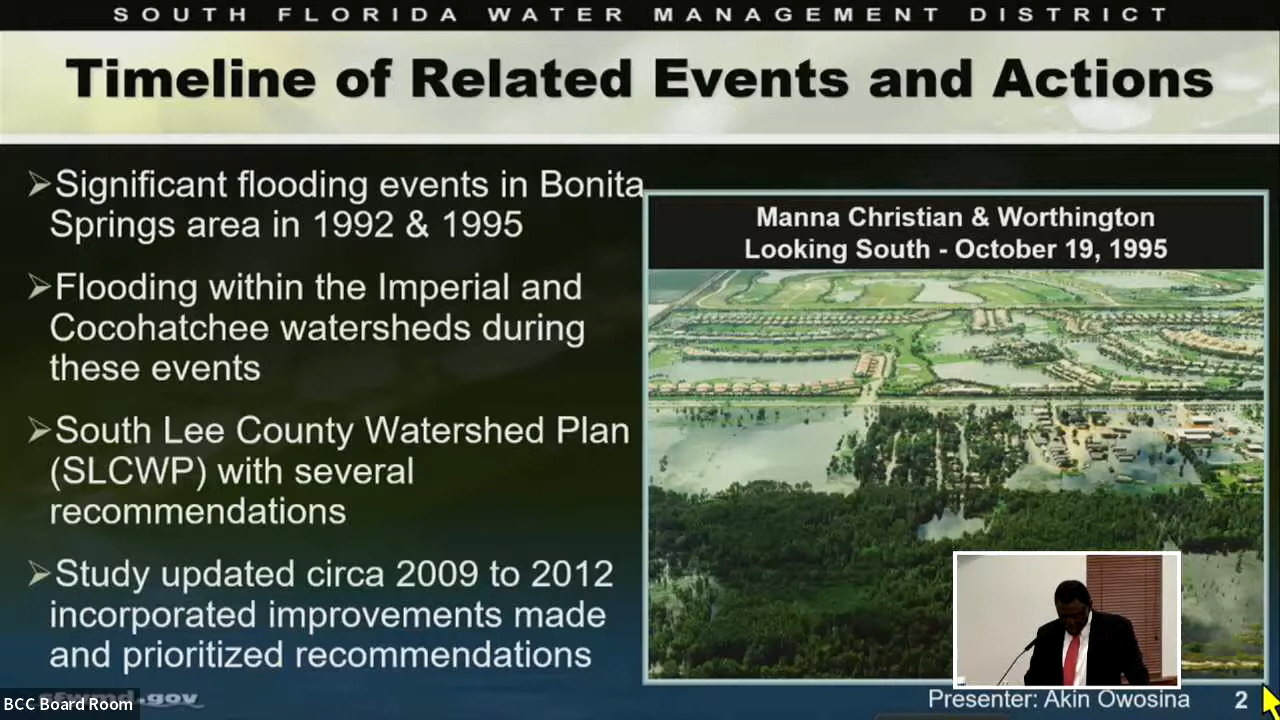 SOUTH FLORIDA WATER MANAGEMENT DISTRICT
Timeline of Related Events and Actions
Significant flooding events in Bonita
Springs area in 1992 & 1995
Flooding within the Imperial and
Cocohatchee watersheds during
these events
South Lee County Watershed Plan
(SLCWP) with several
recommendations
Study updated circa 2009 to 2012
incorporated improvements made
and prioritized recommendations
Manna Christian & Worthington
Looking South - October 19, 1995
sfwmd.gov
BCC Board Room
Presenter: Akin Owosina
2